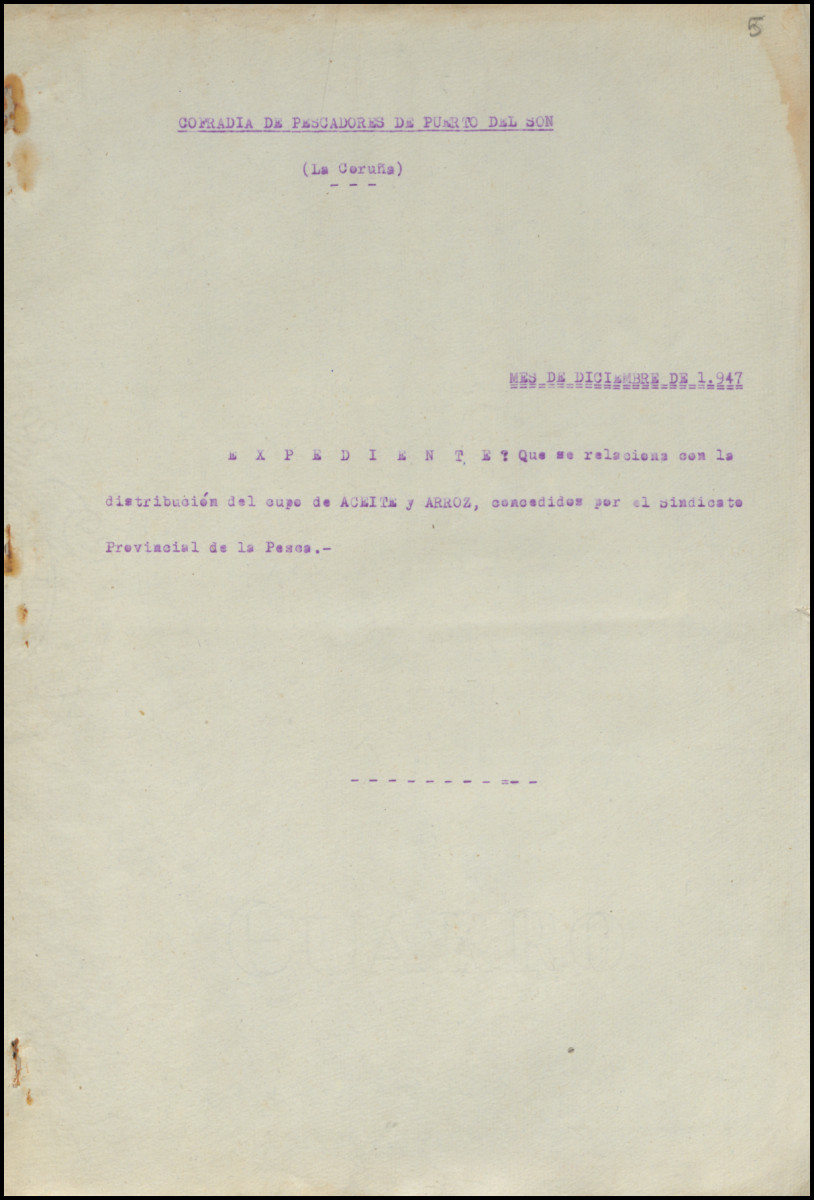 5
COFRADIA DE PESCADORES DE PUERTO DEL SON
(La Coruña)
- - -
MES DE DICIEMBRE DE 1.947
E X P E D I E N T E? Que se relaciona con la
distribución del cupo de ACEITE y ARROZ, concedidos por el Sindicato
Provincial de la Pesca.-
- - - - - - - - =- -